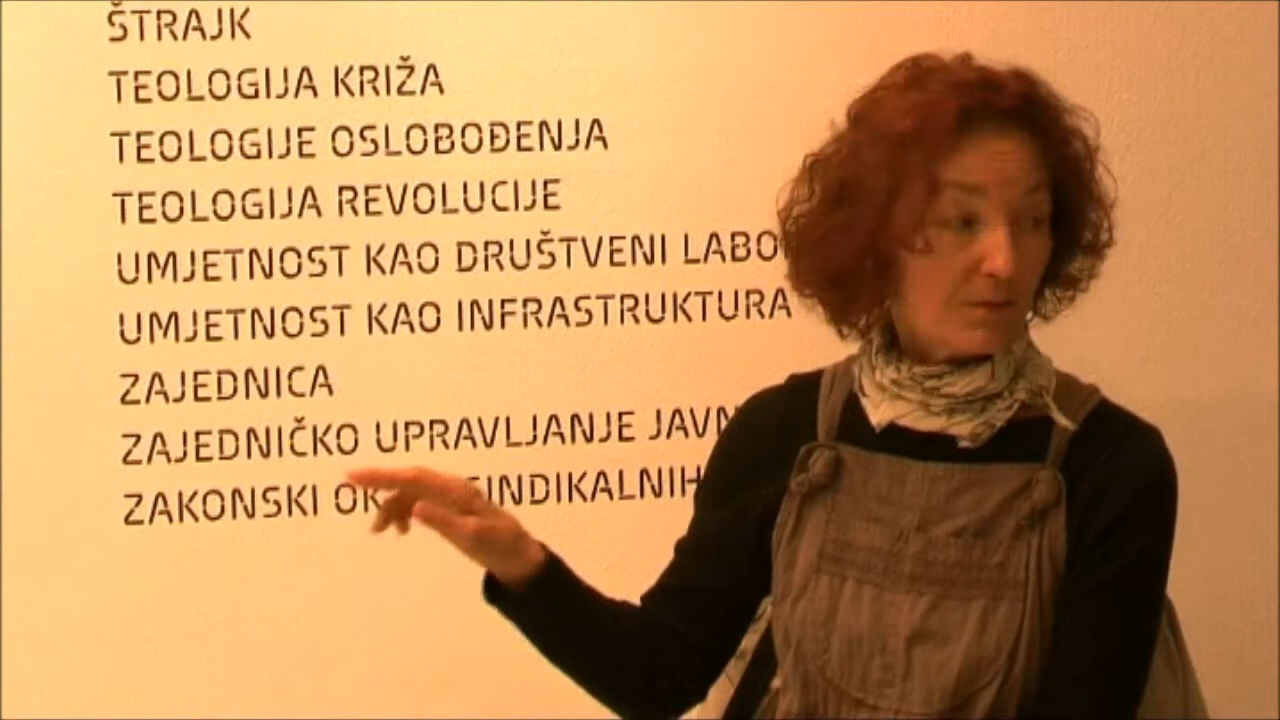 ŠTRAJK
TEOLOGIJA KRIŽA
TEOLOGIJE OSLOBOĐENJA
TEOLOGIJA REVOLUCIJE
UMJETNOST KAO DRUŠTVENI LABO
UMJETNOST KAO INFRASTRUKTURA
ZAJEDNICA
ZAJEDNIČKO UPRAVLJANJE JAVN
ZAKONSKI SINDIKALNIH